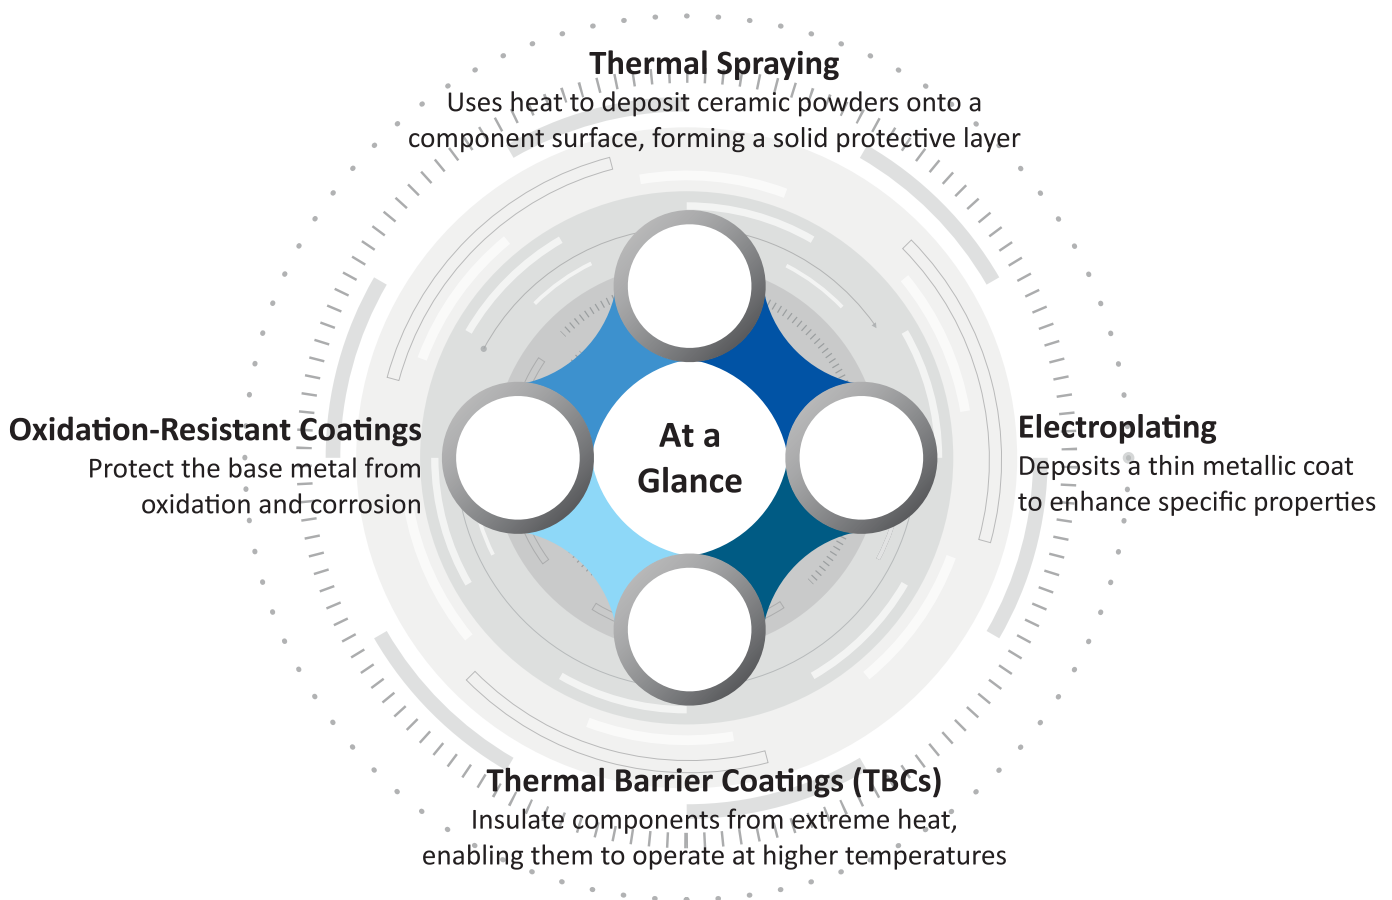 Thermal Spraying
Uses heat to deposit ceramic powders onto a
component surface, forming a solid protective layer
Oxidation-Resistant Coatings
Protect the base metal from
oxidation and corrosion
At a
Glance
Electroplating
Deposits a thin metallic coat
to enhance specific properties
Thermal Barrier Coatings (TBCs)
Insulate components from extreme heat,
enabling them to operate at higher temperatures